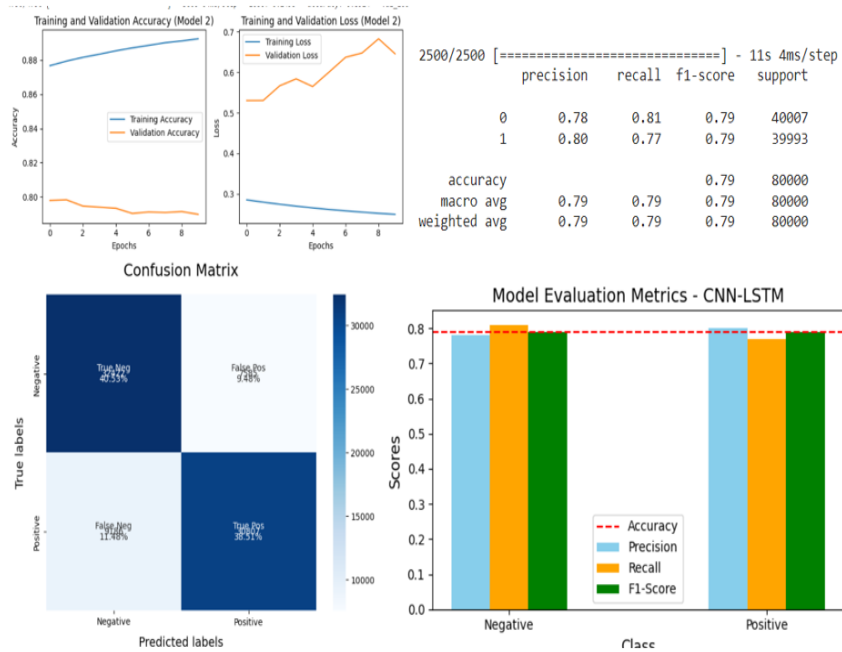 Training and Validation Accuracy (Model 2)
0.88
0.86
0.84
0.82
0.80
Accuracy
Training Accuracy
Validation Accuracy
0 2 4 6 8
Epochs
Training and Validation Loss (Model 2)
0.7
0.6
0.5
0.4
0.3
Loss
Training Loss
Validation Loss
0 2 4 6 8
Epochs
2500/2500 [==============================] - 11s 4ms/step
precision recall f1-score support
0 0.78 0.81 0.79 40007
1 0.80 0.77 0.79 39993
accuracy 0.79 80000
macro avg 0.79 0.79 0.79 80000
weighted avg 0.79 0.79 0.79 80000
Confusion Matrix
True labels
Negative
Positive
True Neg
40.53%
False Pos
9.48%
False Neg
11.48%
True Pos
38.51%
Negative Positive
Predicted labels
30000
25000
20000
15000
10000
Model Evaluation Metrics - CNN-LSTM
Scores
0.8
0.7
0.6
0.5
0.4
0.3
0.2
0.1
0.0
Accuracy
Precision
Recall
F1-Score
Negative Positive
Class